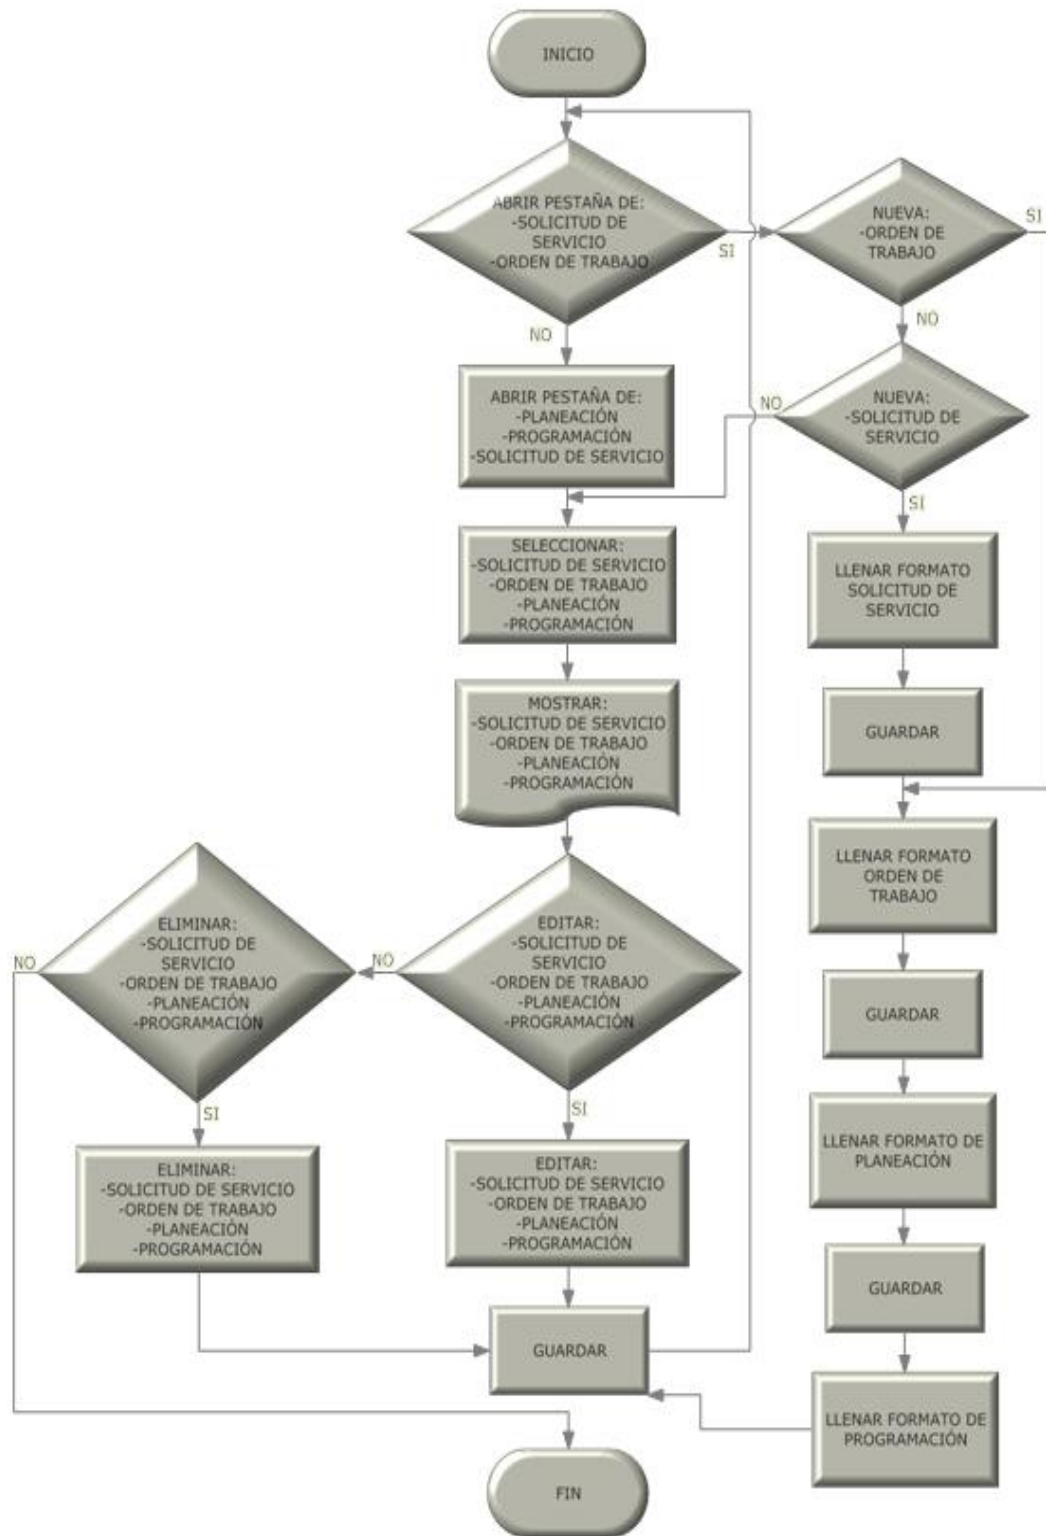 INICIO
ABRIR PESTAÑA DE:
-SOLICITUD DE
SERVICIO
-ORDEN DE TRABAJO
SI
NUEVA:
-ORDEN DE
TRABAJO
SI
NO
NO
ABRIR PESTAÑA DE:
-PLANEACIÓN
-PROGRAMACIÓN
-SOLICITUD DE SERVICIO
NO
NUEVA:
-SOLICITUD DE
SERVICIO
SI
SELECCIONAR:
-SOLICITUD DE SERVICIO
-ORDEN DE TRABAJO
-PLANEACIÓN
-PROGRAMACIÓN
LLENAR FORMATO
SOLICITUD DE
SERVICIO
MOSTRAR:
-SOLICITUD DE SERVICIO
-ORDEN DE TRABAJO
-PLANEACIÓN
-PROGRAMACIÓN
GUARDAR
LLENAR FORMATO
ORDEN DE
TRABAJO
NO
ELIMINAR:
-SOLICITUD DE
SERVICIO
-ORDEN DE TRABAJO
-PLANEACIÓN
-PROGRAMACIÓN
NO
EDITAR:
-SOLICITUD DE
SERVICIO
-ORDEN DE TRABAJO
-PLANEACIÓN
-PROGRAMACIÓN
GUARDAR
SI
SI
LLENAR FORMATO DE
PLANEACIÓN
ELIMINAR:
-SOLICITUD DE SERVICIO
-ORDEN DE TRABAJO
-PLANEACIÓN
-PROGRAMACIÓN
EDITAR:
-SOLICITUD DE SERVICIO
-ORDEN DE TRABAJO
-PLANEACIÓN
-PROGRAMACIÓN
GUARDAR
GUARDAR
LLENAR FORMATO DE
PROGRAMACIÓN
FIN